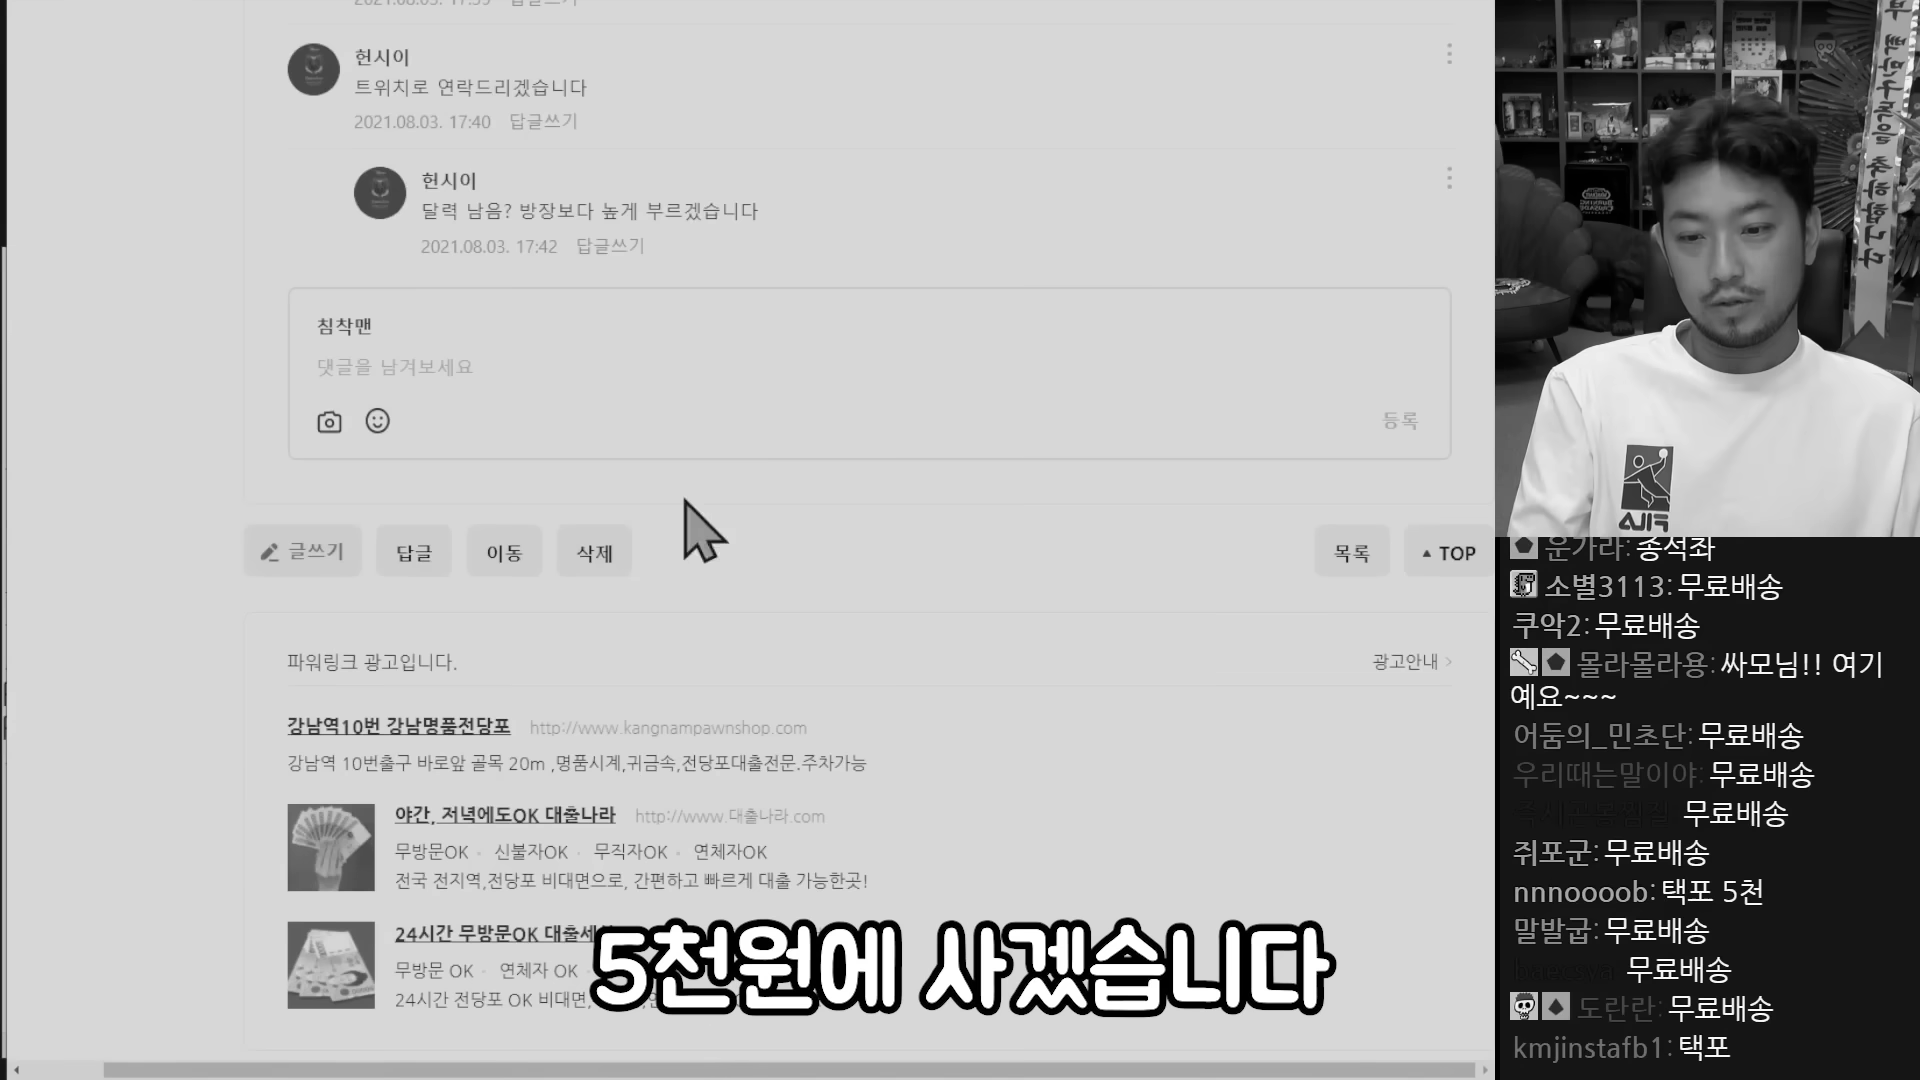 헌시이
트위치로 연락드리겠습니다
2021.08.03. 17:40 답글쓰기
헌시이
달력 남음? 방장보다 높게 부르겠습니다
2021.08.03. 17:42 답글쓰기
침착맨
댓글을 남겨보세요
등록
글쓰기 답글 이동 삭제 목록 TOP
파워링크 광고입니다. 광고안내
강남역10번 강남명품전당포 http://www.kangnampawnshop.com
강남역 10번출구 바로앞 골목 20m ,명품시계,귀금속,전당포대출전문.주차가능
야간, 저녁에도OK 대출나라 http://www.대출나라.com
무방문OK · 신불자OK · 무직자OK · 연체자OK
전국 전지역,전당포 비대면으로, 간편하고 빠르게 대출 가능한곳!
24시간 무방문OK 대출세
무방문 OK · 연체자 OK
24시간 전당포 OK 비대면,
5천원에 사겠습니다
FILA
운가라: 종석좌
소별3113: 무료배송
쿠악2: 무료배송
몰라몰라용: 싸모님!! 여기
예요~~~
어둠의_민초단: 무료배송
우리때는말이야: 무료배송
무료배송
쥐포군: 무료배송
nnnoooob: 택포 5천
말발굽: 무료배송
무료배송
도란란: 무료배송
kmjinstafb1: 택포